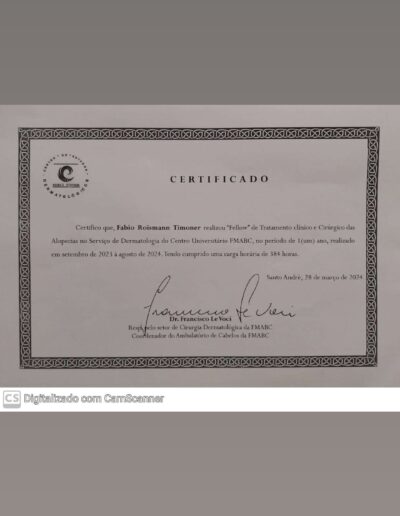 CERTIFICADO
Certifico que, Fabio Roismann Timoner realizou "Fellow" de Tratamento clínico e Cirúrgico das
Alopecias no Serviço de Dermatologia do Centro Universitário FMABC, no período de 1(um) ano, realizado
em setembro de 2023 à agosto de 2024. Tendo cumprido uma carga horária de 384 horas.
Santo André, 28 de março de 2024
Dr. Francisco Le Voci
Resp. pelo setor de Cirurgia Dermatológica da FMABC
Coordenador do Ambulatório de Cabelos da FMABC
CS Digitalizado com CamScanner